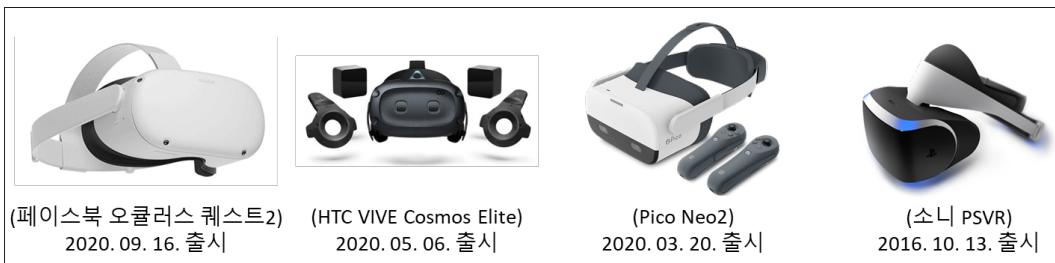 Pico
(페이스북 오큘러스 퀘스트2)
2020. 09. 16. 출시
(HTC VIVE Cosmos Elite)
2020. 05. 06. 출시
(Pico Neo2)
2020. 03. 20. 출시
(소니 PSVR)
2016. 10. 13. 출시